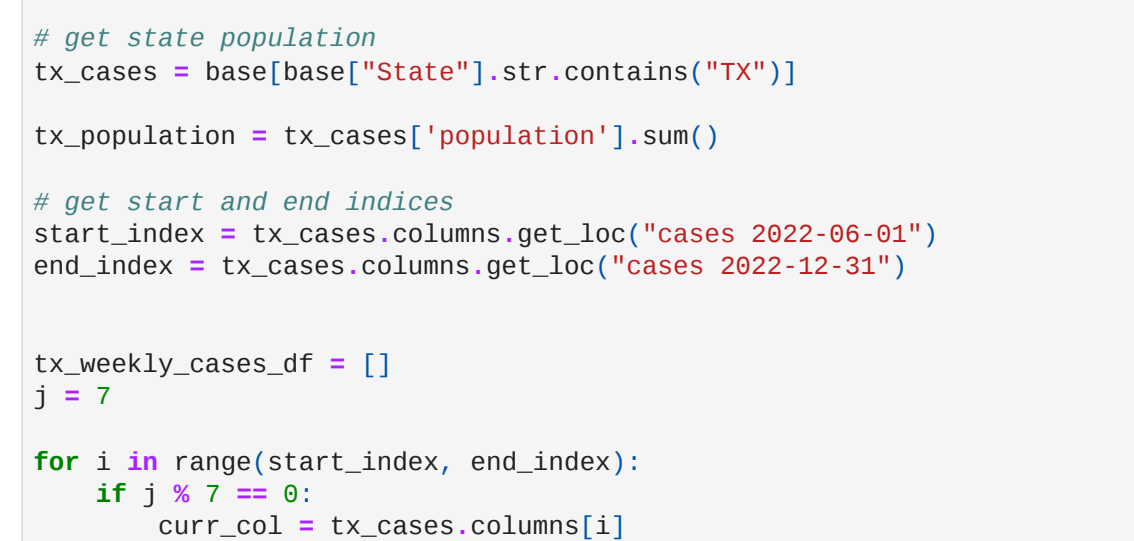 # get state population
tx_cases = base[base["State"].str.contains("TX")]
tx_population = tx_cases['population'].sum()
# get start and end indices
start_index = tx_cases.columns.get_loc("cases 2022-06-01")
end_index = tx_cases.columns.get_loc("cases 2022-12-31")
tx_weekly_cases_df = []
j = 7
for i in range(start_index, end_index):
    if j % 7 == 0:
        curr_col = tx_cases.columns[i]